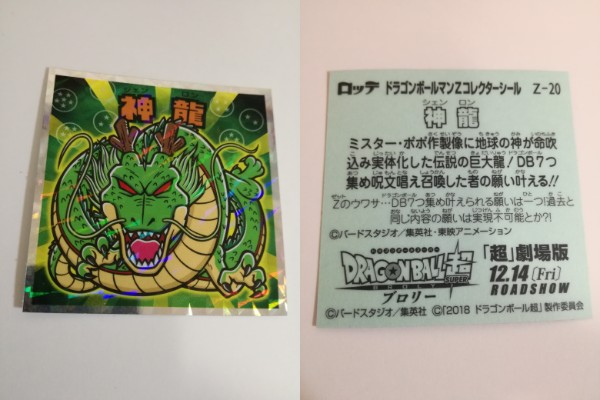 シェン ロン
神龍
ロッテ ドラゴンボールマンZコレクターシール Z-20
シェン ロン
神龍
ミスター・ポポ作製像に地球の神が命吹
込み実体化した伝説の巨大龍!DB7つ
集め呪文唱え召喚した者の願い叶える!!
Zのウワサ…DB7つ集め叶えられる願いは一つ!過去と
同じ内容の願いは実現不可能とか?!
©バードスタジオ/集英社・東映アニメーション
DRAGONBALL超
SUPER
ブロリー
「超」劇場版
12.14〔Fri〕
ROADSHOW
©バードスタジオ/集英社 ©「2018 ドラゴンボール超」製作委員会